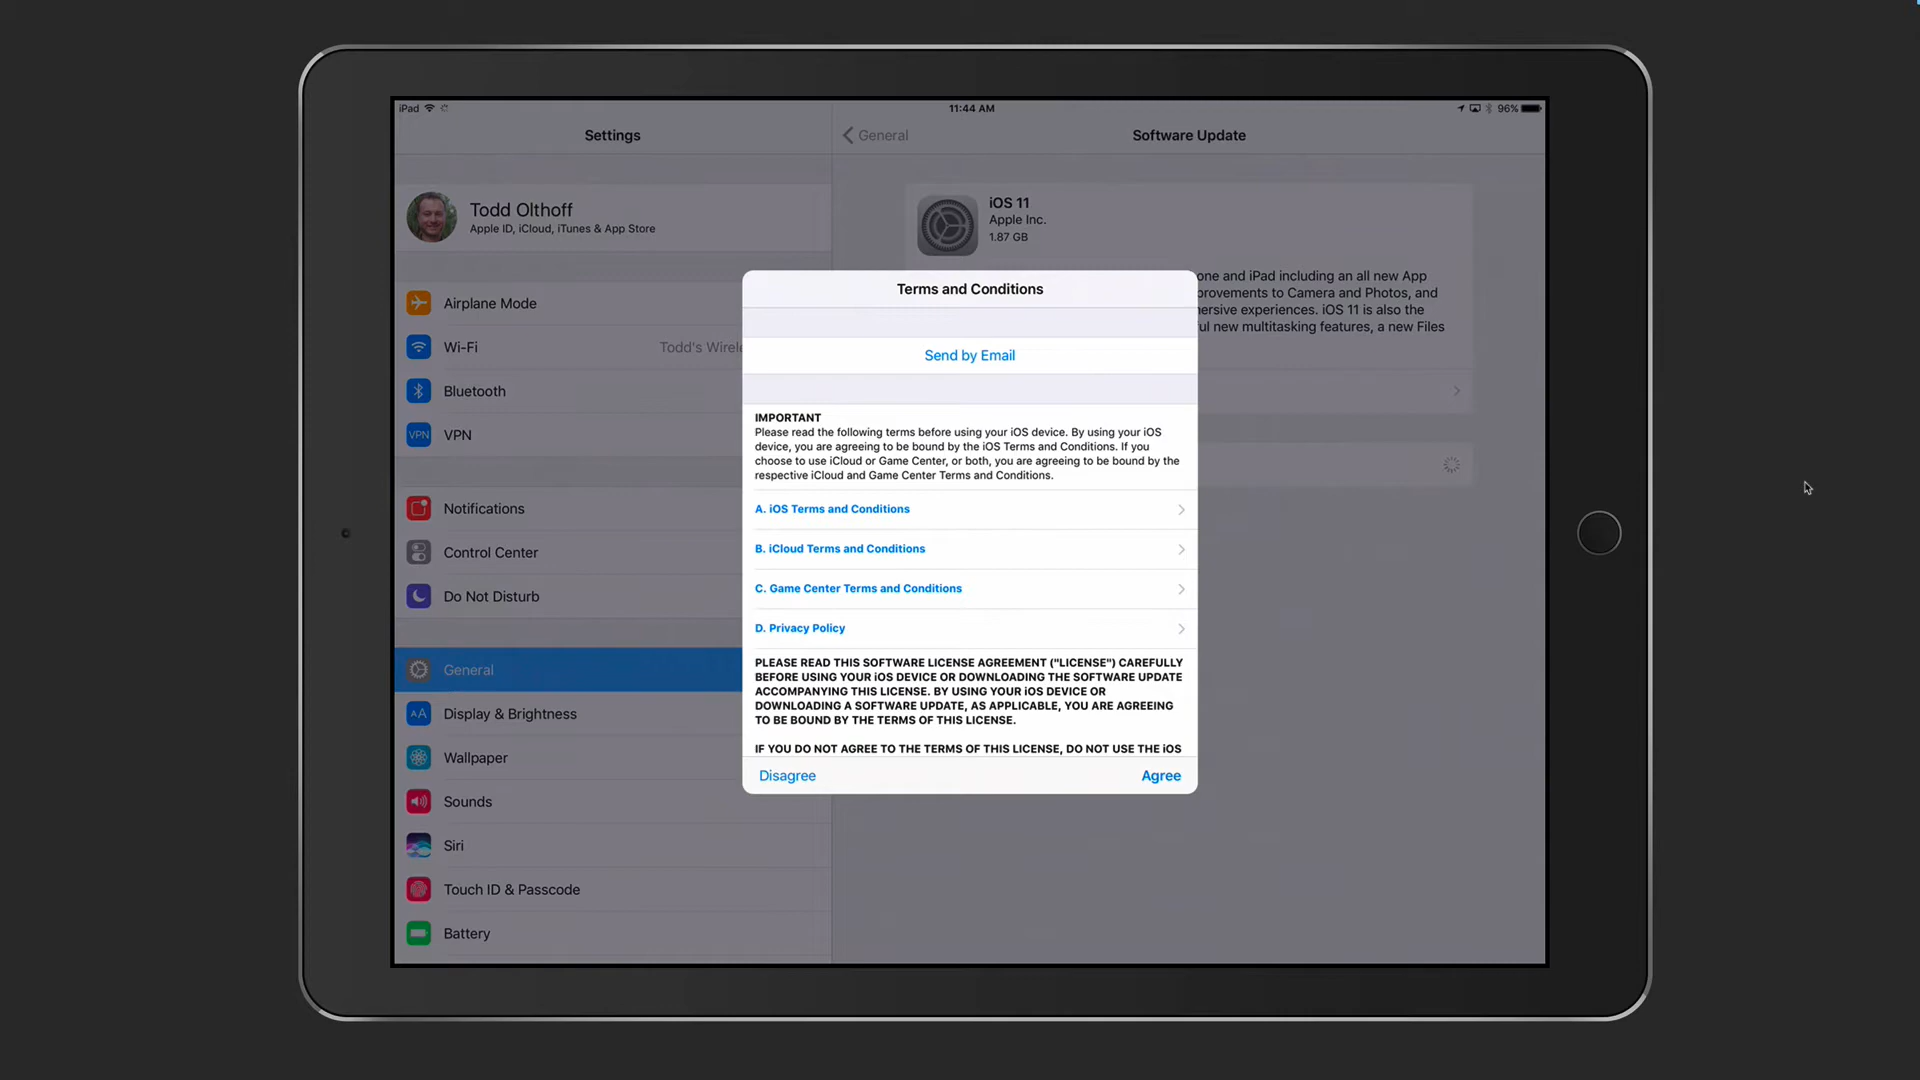 iPad
11:44 AM
96%
Settings
General
Software Update
Todd Olthoff
Apple ID, iCloud, iTunes & App Store
iOS 11
Apple Inc.
1.87 GB
one and iPad including an all new App
provements to Camera and Photos, and
mersive experiences. iOS 11 is also the
ul new multitasking features, a new Files
Airplane Mode
Wi-Fi
Todd's Wirele
Bluetooth
VPN
VPN
Notifications
Control Center
Do Not Disturb
General
AA
Display & Brightness
Wallpaper
Sounds
Siri
Touch ID & Passcode
Battery
Terms and Conditions
Send by Email
IMPORTANT
Please read the following terms before using your iOS device. By using your iOS
device, you are agreeing to be bound by the iOS Terms and Conditions. If you
choose to use iCloud or Game Center, or both, you are agreeing to be bound by the
respective iCloud and Game Center Terms and Conditions.
A. iOS Terms and Conditions
B. iCloud Terms and Conditions
C. Game Center Terms and Conditions
D. Privacy Policy
PLEASE READ THIS SOFTWARE LICENSE AGREEMENT ("LICENSE") CAREFULLY
BEFORE USING YOUR iOS DEVICE OR DOWNLOADING THE SOFTWARE UPDATE
ACCOMPANYING THIS LICENSE. BY USING YOUR iOS DEVICE OR
DOWNLOADING A SOFTWARE UPDATE, AS APPLICABLE, YOU ARE AGREEING
TO BE BOUND BY THE TERMS OF THIS LICENSE.
IF YOU DO NOT AGREE TO THE TERMS OF THIS LICENSE, DO NOT USE THE iOS
Disagree
Agree